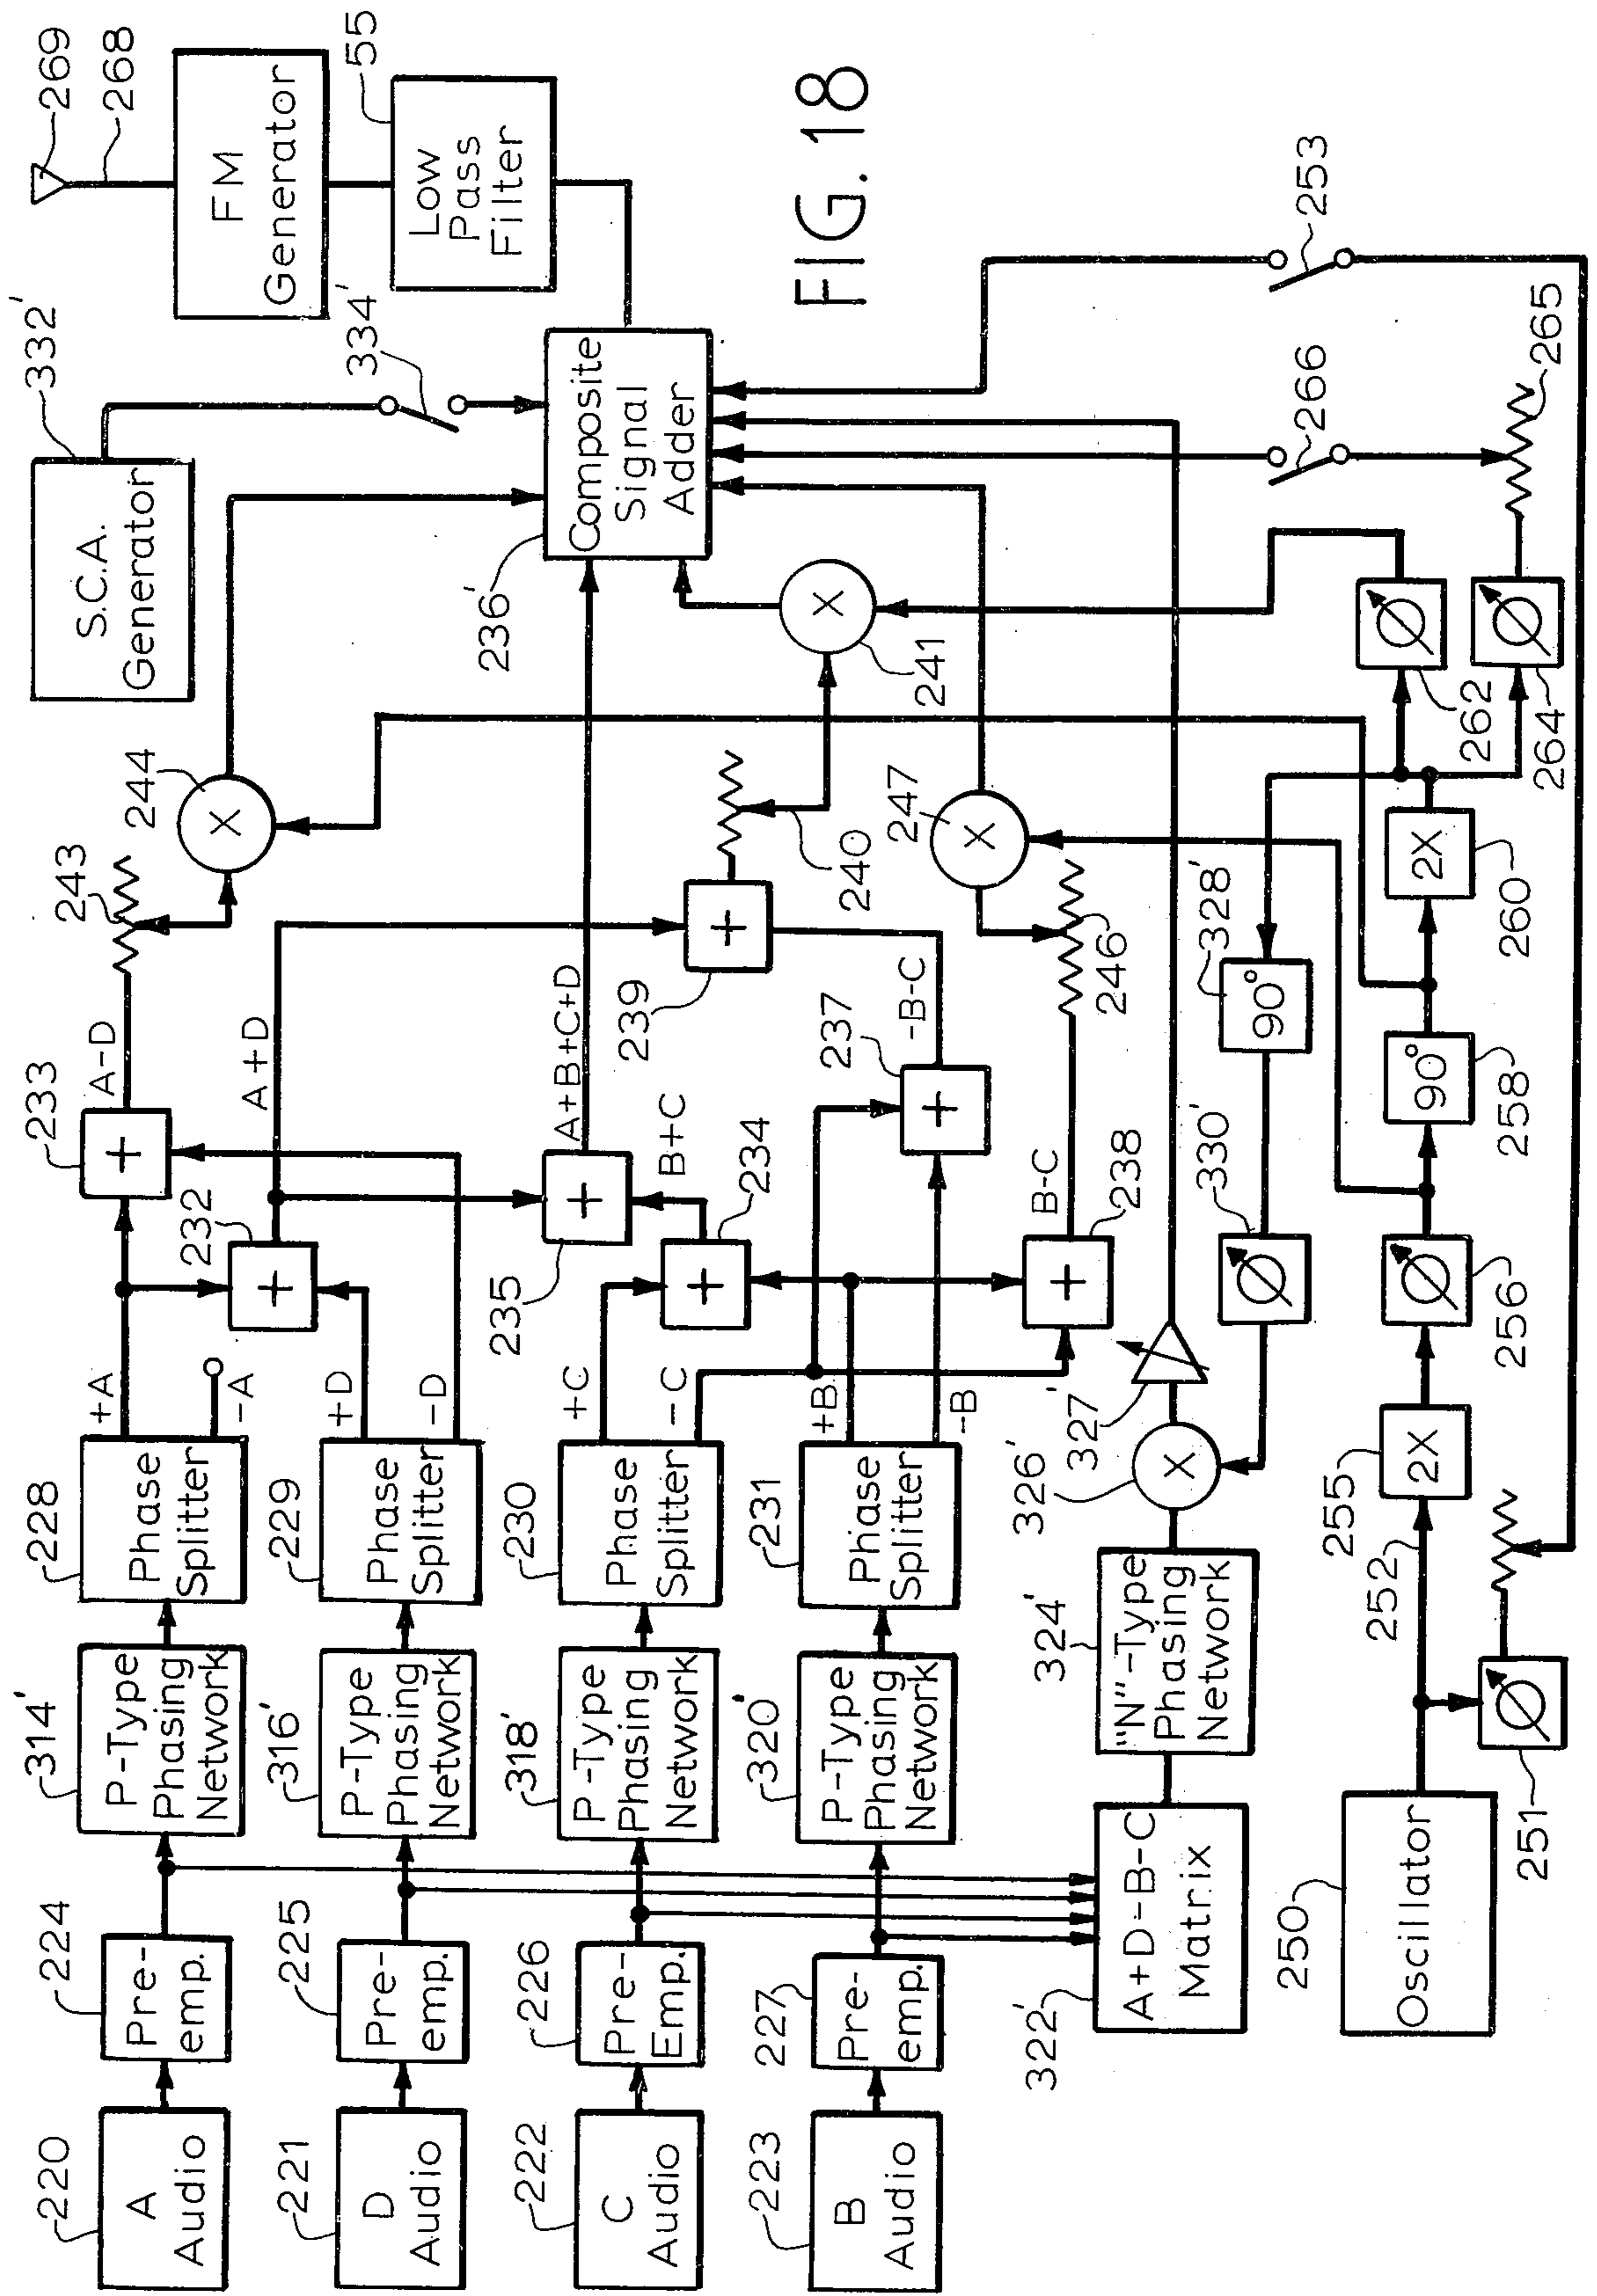 220
A
Audio
224
Pre-
emp.
314'
P-Type
Phasing
Network
228
Phase
Splitter
+A
-A
233
+
A-D
243
244
X
332'
S.C.A.
Generator
334'
269
268
FM
Generator
55
Low
Pass
Filter
221
D
Audio
225
Pre-
emp.
316'
P-Type
Phasing
Network
229
Phase
Splitter
+D
-D
232
+
A+D
222
C
Audio
226
Pre-
Emp.
318'
P-Type
Phasing
Network
230
Phase
Splitter
+C
-C
235
+
A+B+C+D
234
+
B+C
239
+
240
241
X
236'
Composite
Signal
Adder
FIG. 18
223
B
Audio
227
Pre-
emp.
320'
P-Type
Phasing
Network
231
Phase
Splitter
+B
-B
237
+
-B-C
238
+
B-C
246
247
X
322'
A+D-B-C
Matrix
324'
"N"-Type
Phasing
Network
326'
X
327'
330'
Ø
328'
90°
250
Oscillator
251
Ø
252
255
2X
256
Ø
258
90°
260
2X
262
Ø
264
Ø
265
266
253